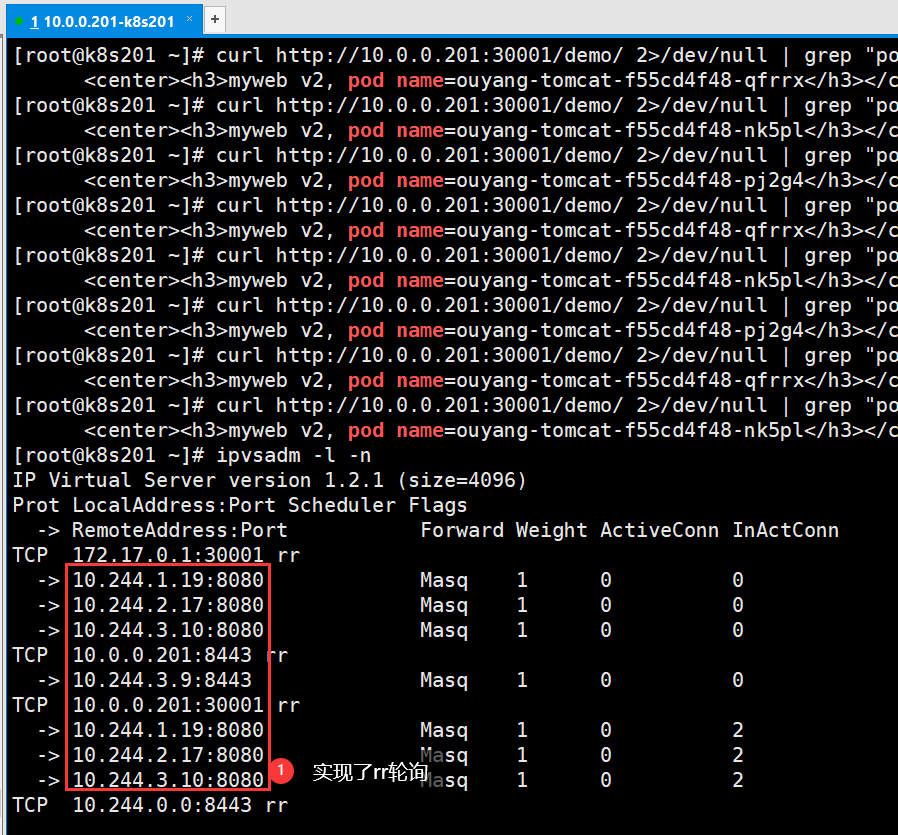 1 10.0.0.201-k8s201 × +
[root@k8s201 ~]# curl http://10.0.0.201:30001/demo/ 2>/dev/null | grep "po
<center><h3>myweb v2, pod name=ouyang-tomcat-f55cd4f48-qfrrx</h3></c
[root@k8s201 ~]# curl http://10.0.0.201:30001/demo/ 2>/dev/null | grep "po
<center><h3>myweb v2, pod name=ouyang-tomcat-f55cd4f48-nk5pl</h3></c
[root@k8s201 ~]# curl http://10.0.0.201:30001/demo/ 2>/dev/null | grep "po
<center><h3>myweb v2, pod name=ouyang-tomcat-f55cd4f48-pj2g4</h3></c
[root@k8s201 ~]# curl http://10.0.0.201:30001/demo/ 2>/dev/null | grep "po
<center><h3>myweb v2, pod name=ouyang-tomcat-f55cd4f48-qfrrx</h3></c
[root@k8s201 ~]# curl http://10.0.0.201:30001/demo/ 2>/dev/null | grep "po
<center><h3>myweb v2, pod name=ouyang-tomcat-f55cd4f48-nk5pl</h3></c
[root@k8s201 ~]# curl http://10.0.0.201:30001/demo/ 2>/dev/null | grep "po
<center><h3>myweb v2, pod name=ouyang-tomcat-f55cd4f48-pj2g4</h3></c
[root@k8s201 ~]# curl http://10.0.0.201:30001/demo/ 2>/dev/null | grep "po
<center><h3>myweb v2, pod name=ouyang-tomcat-f55cd4f48-qfrrx</h3></c
[root@k8s201 ~]# curl http://10.0.0.201:30001/demo/ 2>/dev/null | grep "po
<center><h3>myweb v2, pod name=ouyang-tomcat-f55cd4f48-nk5pl</h3></c
[root@k8s201 ~]# ipvsadm -l -n
IP Virtual Server version 1.2.1 (size=4096)
Prot LocalAddress:Port Scheduler Flags
-> RemoteAddress:Port Forward Weight ActiveConn InActConn
TCP 172.17.0.1:30001 rr
-> 10.244.1.19:8080 Masq 1 0 0
-> 10.244.2.17:8080 Masq 1 0 0
-> 10.244.3.10:8080 Masq 1 0 0
TCP 10.0.0.201:8443 rr
-> 10.244.3.9:8443 Masq 1 0 0
TCP 10.0.0.201:30001 rr
-> 10.244.1.19:8080 Masq 1 0 2
-> 10.244.2.17:8080 Masq 1 0 2
1 实现了rr轮询
-> 10.244.3.10:8080 Masq 1 0 2
TCP 10.244.0.0:8443 rr